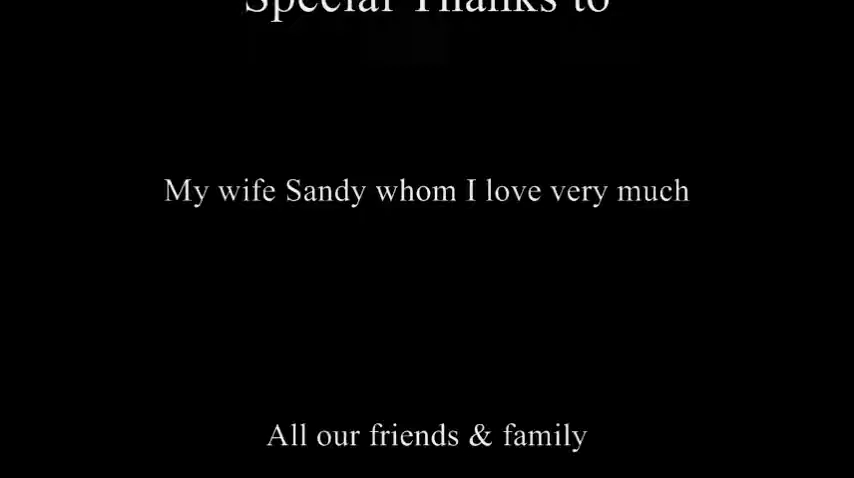 Special Thanks to
My wife Sandy whom I love very much
All our friends & family